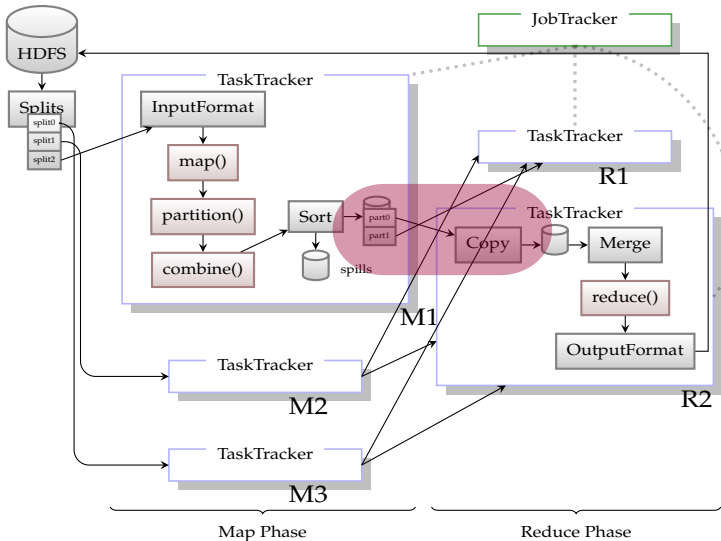 JobTracker
HDFS
TaskTracker
Splits
split0
split1
split2
InputFormat
map()
partition()
combine()
Sort
spills
part0
part1
M1
TaskTracker
R1
TaskTracker
Copy
Merge
reduce()
OutputFormat
R2
TaskTracker
M2
TaskTracker
M3
Map Phase
Reduce Phase